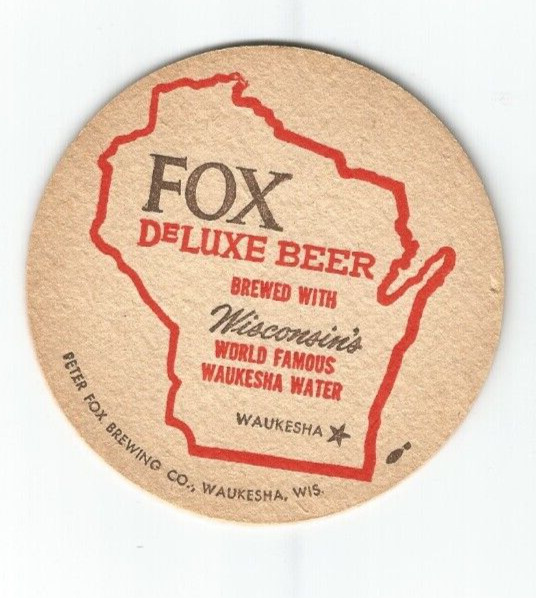 FOX
DELUXE BEER
BREWED WITH
Wisconsin's
WORLD FAMOUS
WAUKESHA WATER
WAUKESHA
PETER FOX BREWING CO., WAUKESHA, WIS.